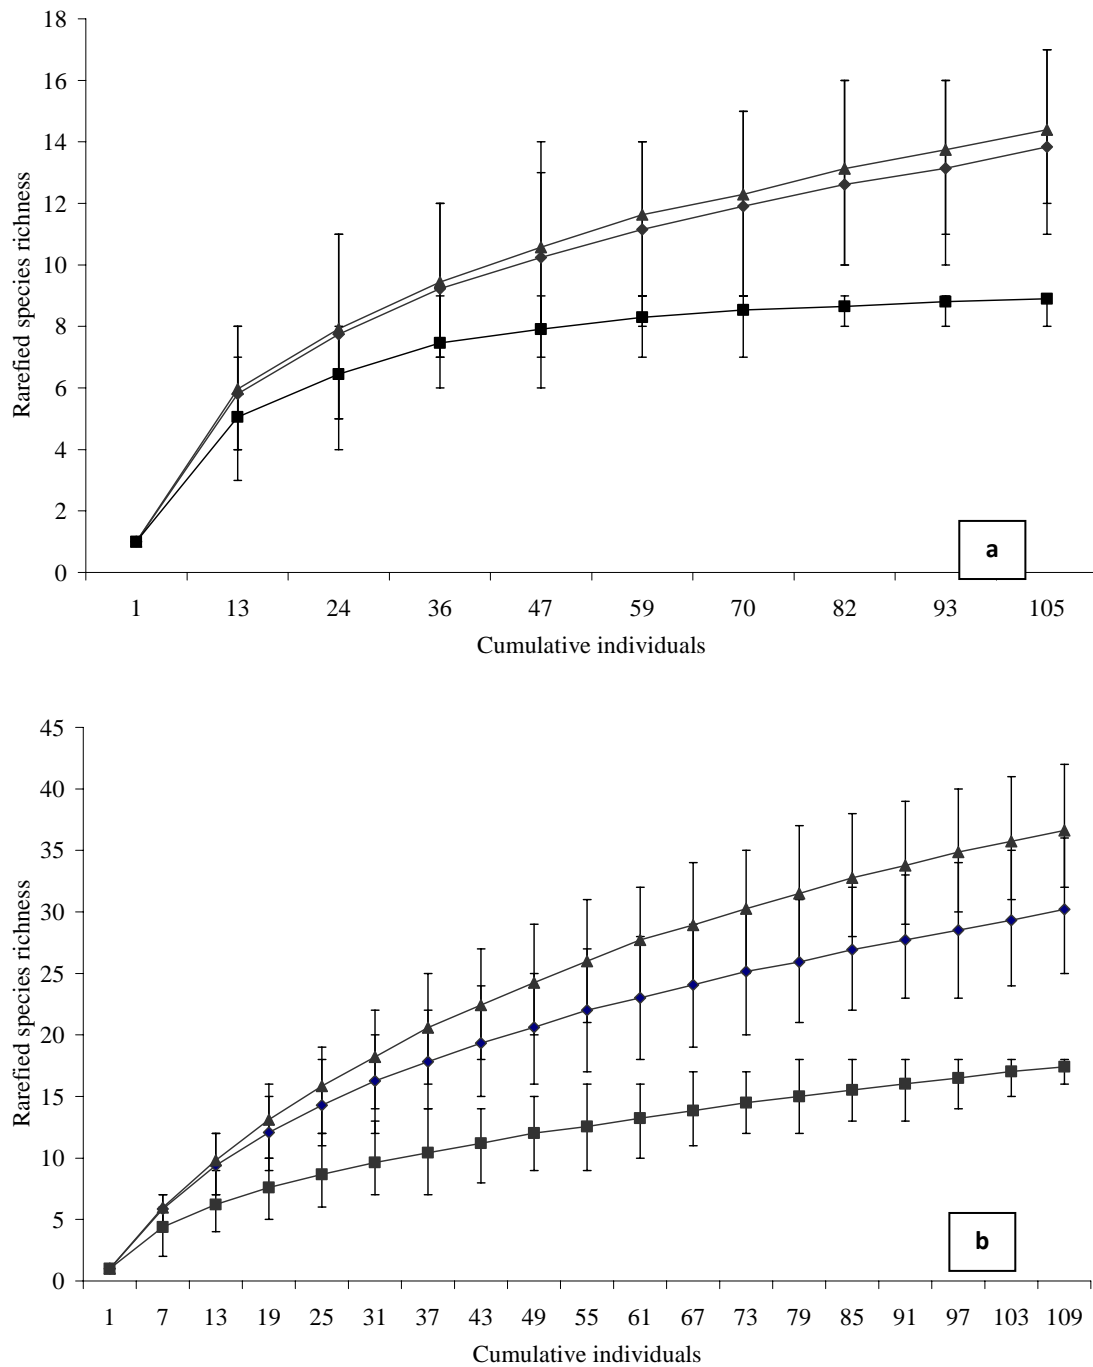 18
16
14
12
10
8
6
4
2
0
Rarefied species richness
a
1 13 24 36 47 59 70 82 93 105
Cumulative individuals
45
40
35
30
25
20
15
10
5
0
Rarefied species richness
b
1 7 13 19 25 31 37 43 49 55 61 67 73 79 85 91 97 103 109
Cumulative individuals